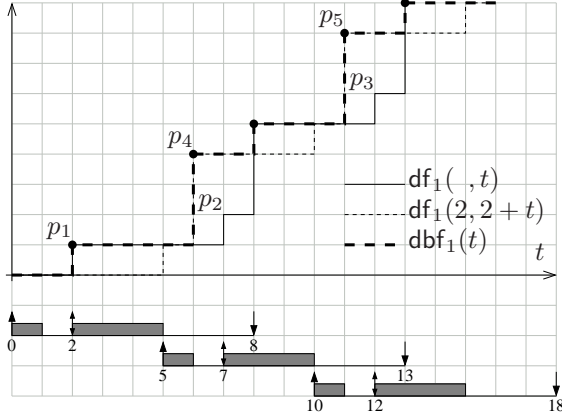 p5
p3
p4
p2
p1
df1( ,t)
df1(2, 2 + t)
dbf1(t)
t
0 2 8
5 7 13
10 12 18